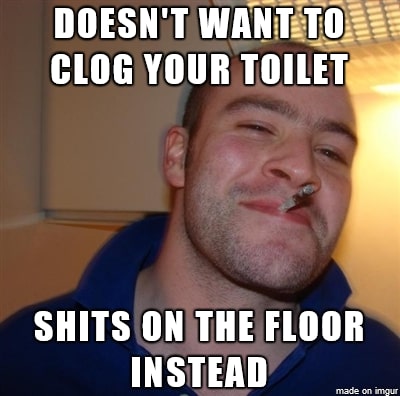 DOESN'T WANT TO
CLOG YOUR TOILET
SHITS ON THE FLOOR
INSTEAD
made on imgur